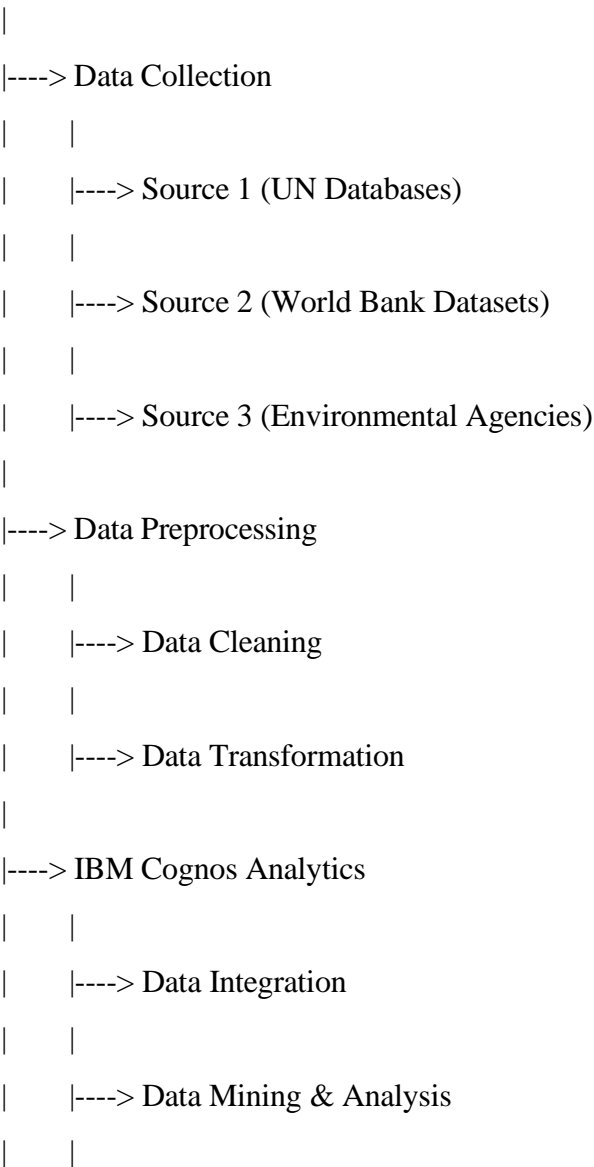 |
|----> Data Collection
| |
| |----> Source 1 (UN Databases)
| |
| |----> Source 2 (World Bank Datasets)
| |
| |----> Source 3 (Environmental Agencies)
|
|----> Data Preprocessing
| |
| |----> Data Cleaning
| |
| |----> Data Transformation
|
|----> IBM Cognos Analytics
| |
| |----> Data Integration
| |
| |----> Data Mining & Analysis
| |